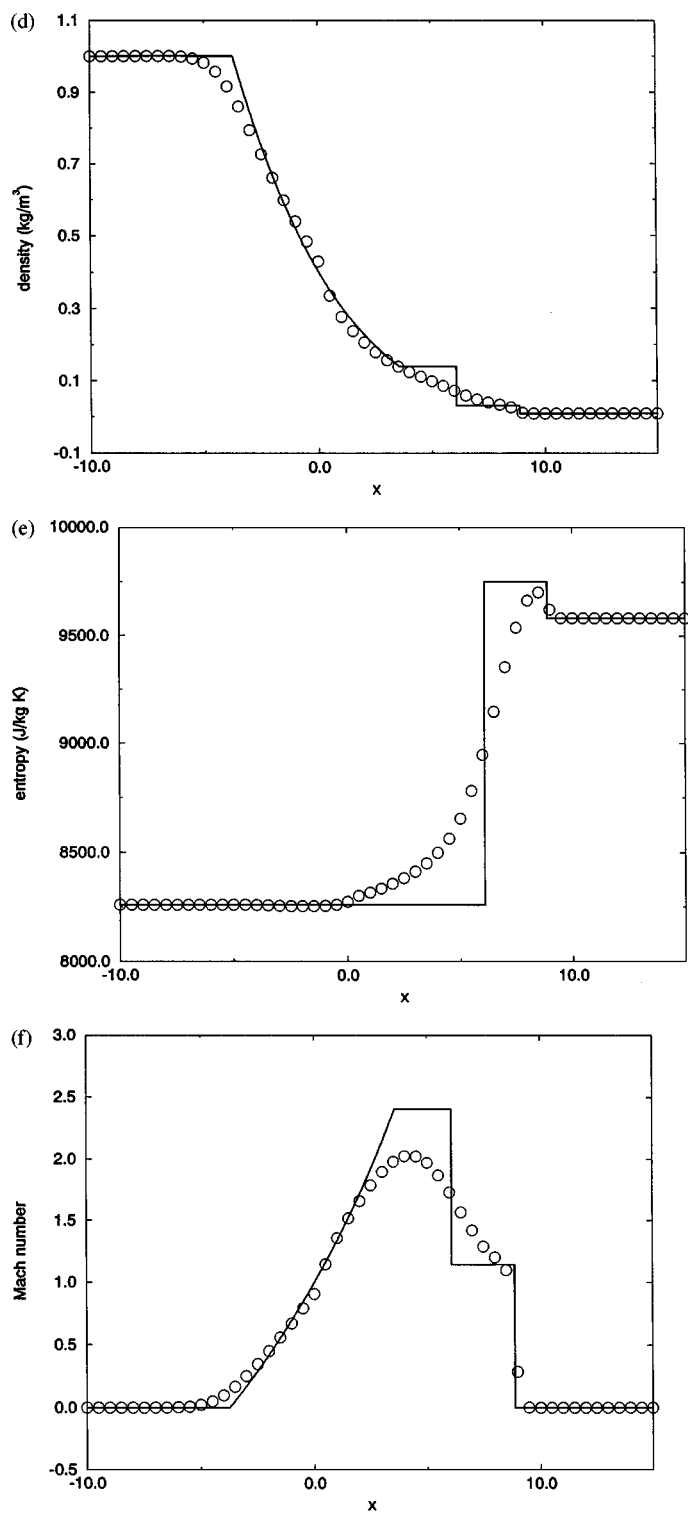 (d)
1.1
0.9
0.7
0.5
0.3
0.1
-0.1
density (kg/m³)
-10.0 0.0 10.0
x
(e)
10000.0
9500.0
9000.0
8500.0
8000.0
entropy (J/kg K)
-10.0 0.0 10.0
x
(f)
3.0
2.5
2.0
1.5
1.0
0.5
0.0
-0.5
Mach number
-10.0 0.0 10.0
x